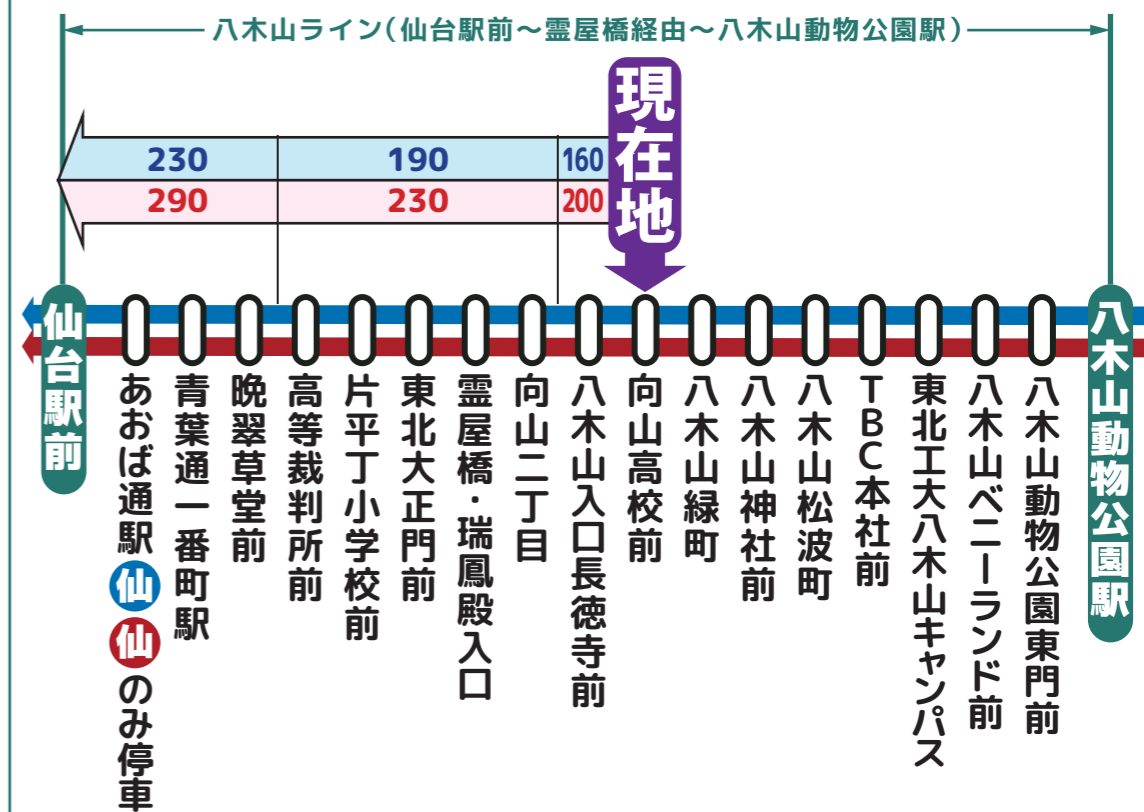 八木山ライン(仙台駅前～霊屋橋経由～八木山動物公園駅)
現在地
230 190 160
290 230 200
仙台駅前
あおば通駅 仙 仙 のみ停車
青葉通一番町駅
晩翠草堂前
高等裁判所前
片平丁小学校前
東北大正門前
霊屋橋・瑞鳳殿入口
向山二丁目
八木山入口長徳寺前
向山高校前
八木山緑町
八木山神社前
八木山松波町
TBC本社前
東北工大八木山キャンパス
八木山ベニーランド前
八木山動物公園東門前
八木山動物公園駅